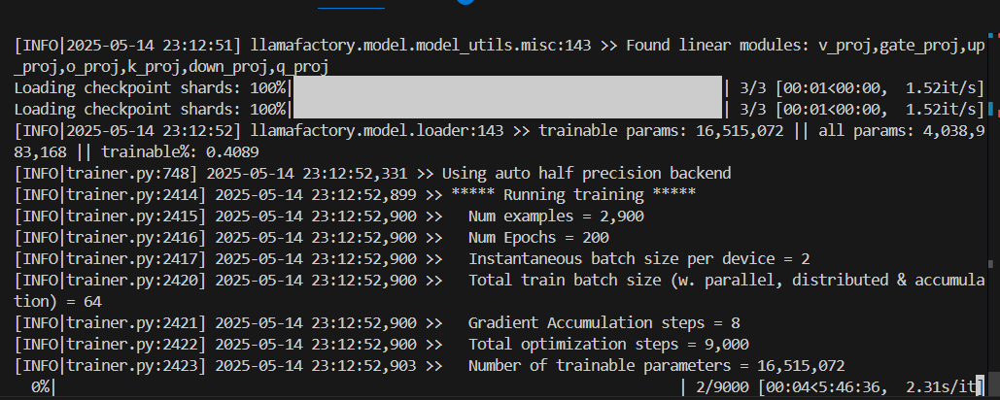 [INFO|2025-05-14 23:12:51] llamafactory.model.model_utils.misc:143 >> Found linear modules: v_proj,gate_proj,up
_proj,o_proj,k_proj,down_proj,q_proj
Loading checkpoint shards: 100%|          | 3/3 [00:01<00:00,  1.52it/s]
Loading checkpoint shards: 100%|          | 3/3 [00:01<00:00,  1.52it/s]
[INFO|2025-05-14 23:12:52] llamafactory.model.loader:143 >> trainable params: 16,515,072 || all params: 4,038,9
83,168 || trainable%: 0.4089
[INFO|trainer.py:748] 2025-05-14 23:12:52,331 >> Using auto half precision backend
[INFO|trainer.py:2414] 2025-05-14 23:12:52,899 >> ***** Running training *****
[INFO|trainer.py:2415] 2025-05-14 23:12:52,900 >>   Num examples = 2,900
[INFO|trainer.py:2416] 2025-05-14 23:12:52,900 >>   Num Epochs = 200
[INFO|trainer.py:2417] 2025-05-14 23:12:52,900 >>   Instantaneous batch size per device = 2
[INFO|trainer.py:2420] 2025-05-14 23:12:52,900 >>   Total train batch size (w. parallel, distributed & accumula
tion) = 64
[INFO|trainer.py:2421] 2025-05-14 23:12:52,900 >>   Gradient Accumulation steps = 8
[INFO|trainer.py:2422] 2025-05-14 23:12:52,900 >>   Total optimization steps = 9,000
[INFO|trainer.py:2423] 2025-05-14 23:12:52,903 >>   Number of trainable parameters = 16,515,072
  0%|          | 2/9000 [00:04<5:46:36,  2.31s/it]